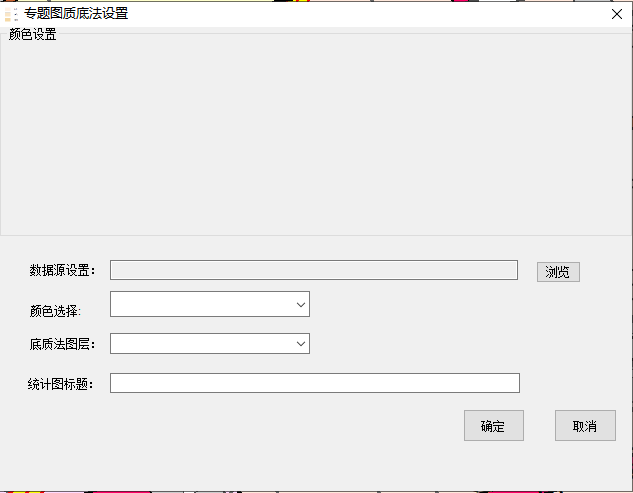 专题图质底法设置
颜色设置
数据源设置：
浏览
颜色选择:
底质法图层：
统计图标题：
确定
取消